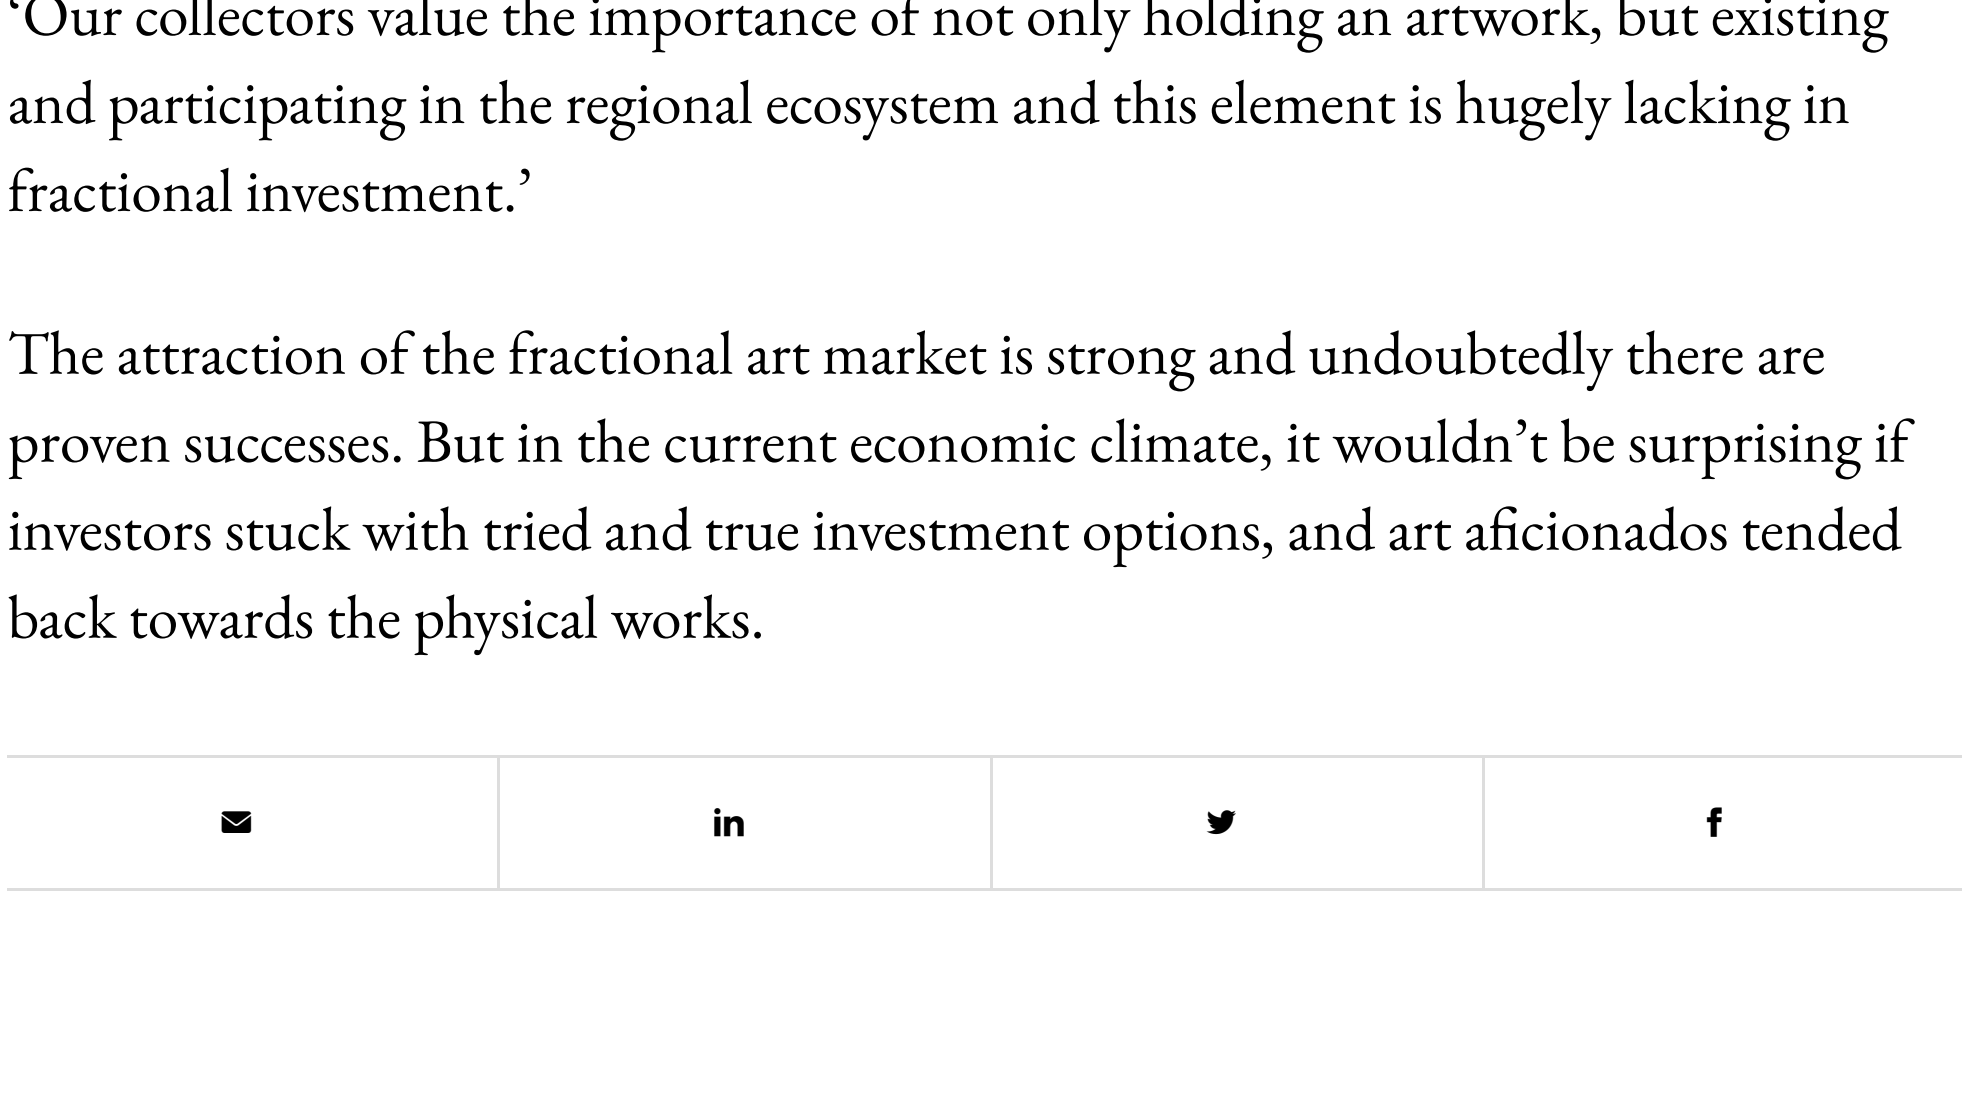 ‘Our collectors value the importance of not only holding an artwork, but existing
and participating in the regional ecosystem and this element is hugely lacking in
fractional investment.’
The attraction of the fractional art market is strong and undoubtedly there are
proven successes. But in the current economic climate, it wouldn’t be surprising if
investors stuck with tried and true investment options, and art aficionados tended
back towards the physical works.
in
f